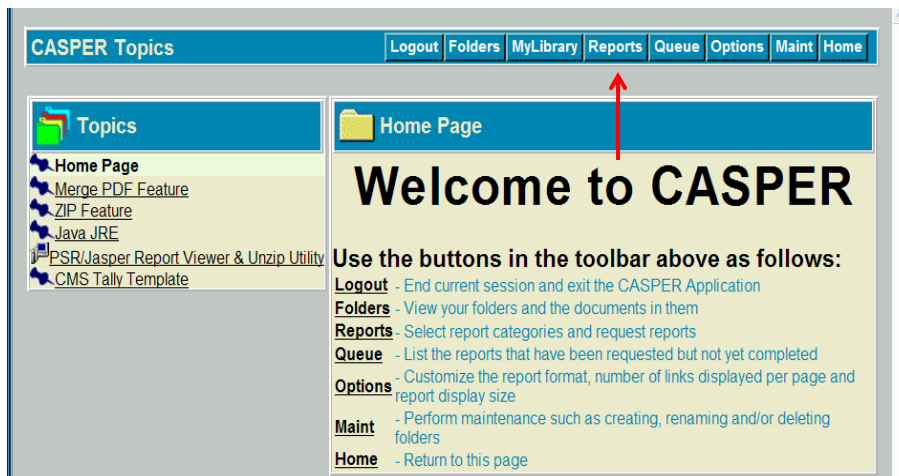 CASPER Topics
Logout Folders MyLibrary Reports Queue Options Maint Home
Topics
Home Page
Merge PDF Feature
ZIP Feature
Java JRE
PSR/Jasper Report Viewer & Unzip Utility
CMS Tally Template
Home Page
Welcome to CASPER
Use the buttons in the toolbar above as follows:
Logout - End current session and exit the CASPER Application
Folders - View your folders and the documents in them
Reports - Select report categories and request reports
Queue - List the reports that have been requested but not yet completed
Options - Customize the report format, number of links displayed per page and
report display size
Maint - Perform maintenance such as creating, renaming and/or deleting
folders
Home - Return to this page